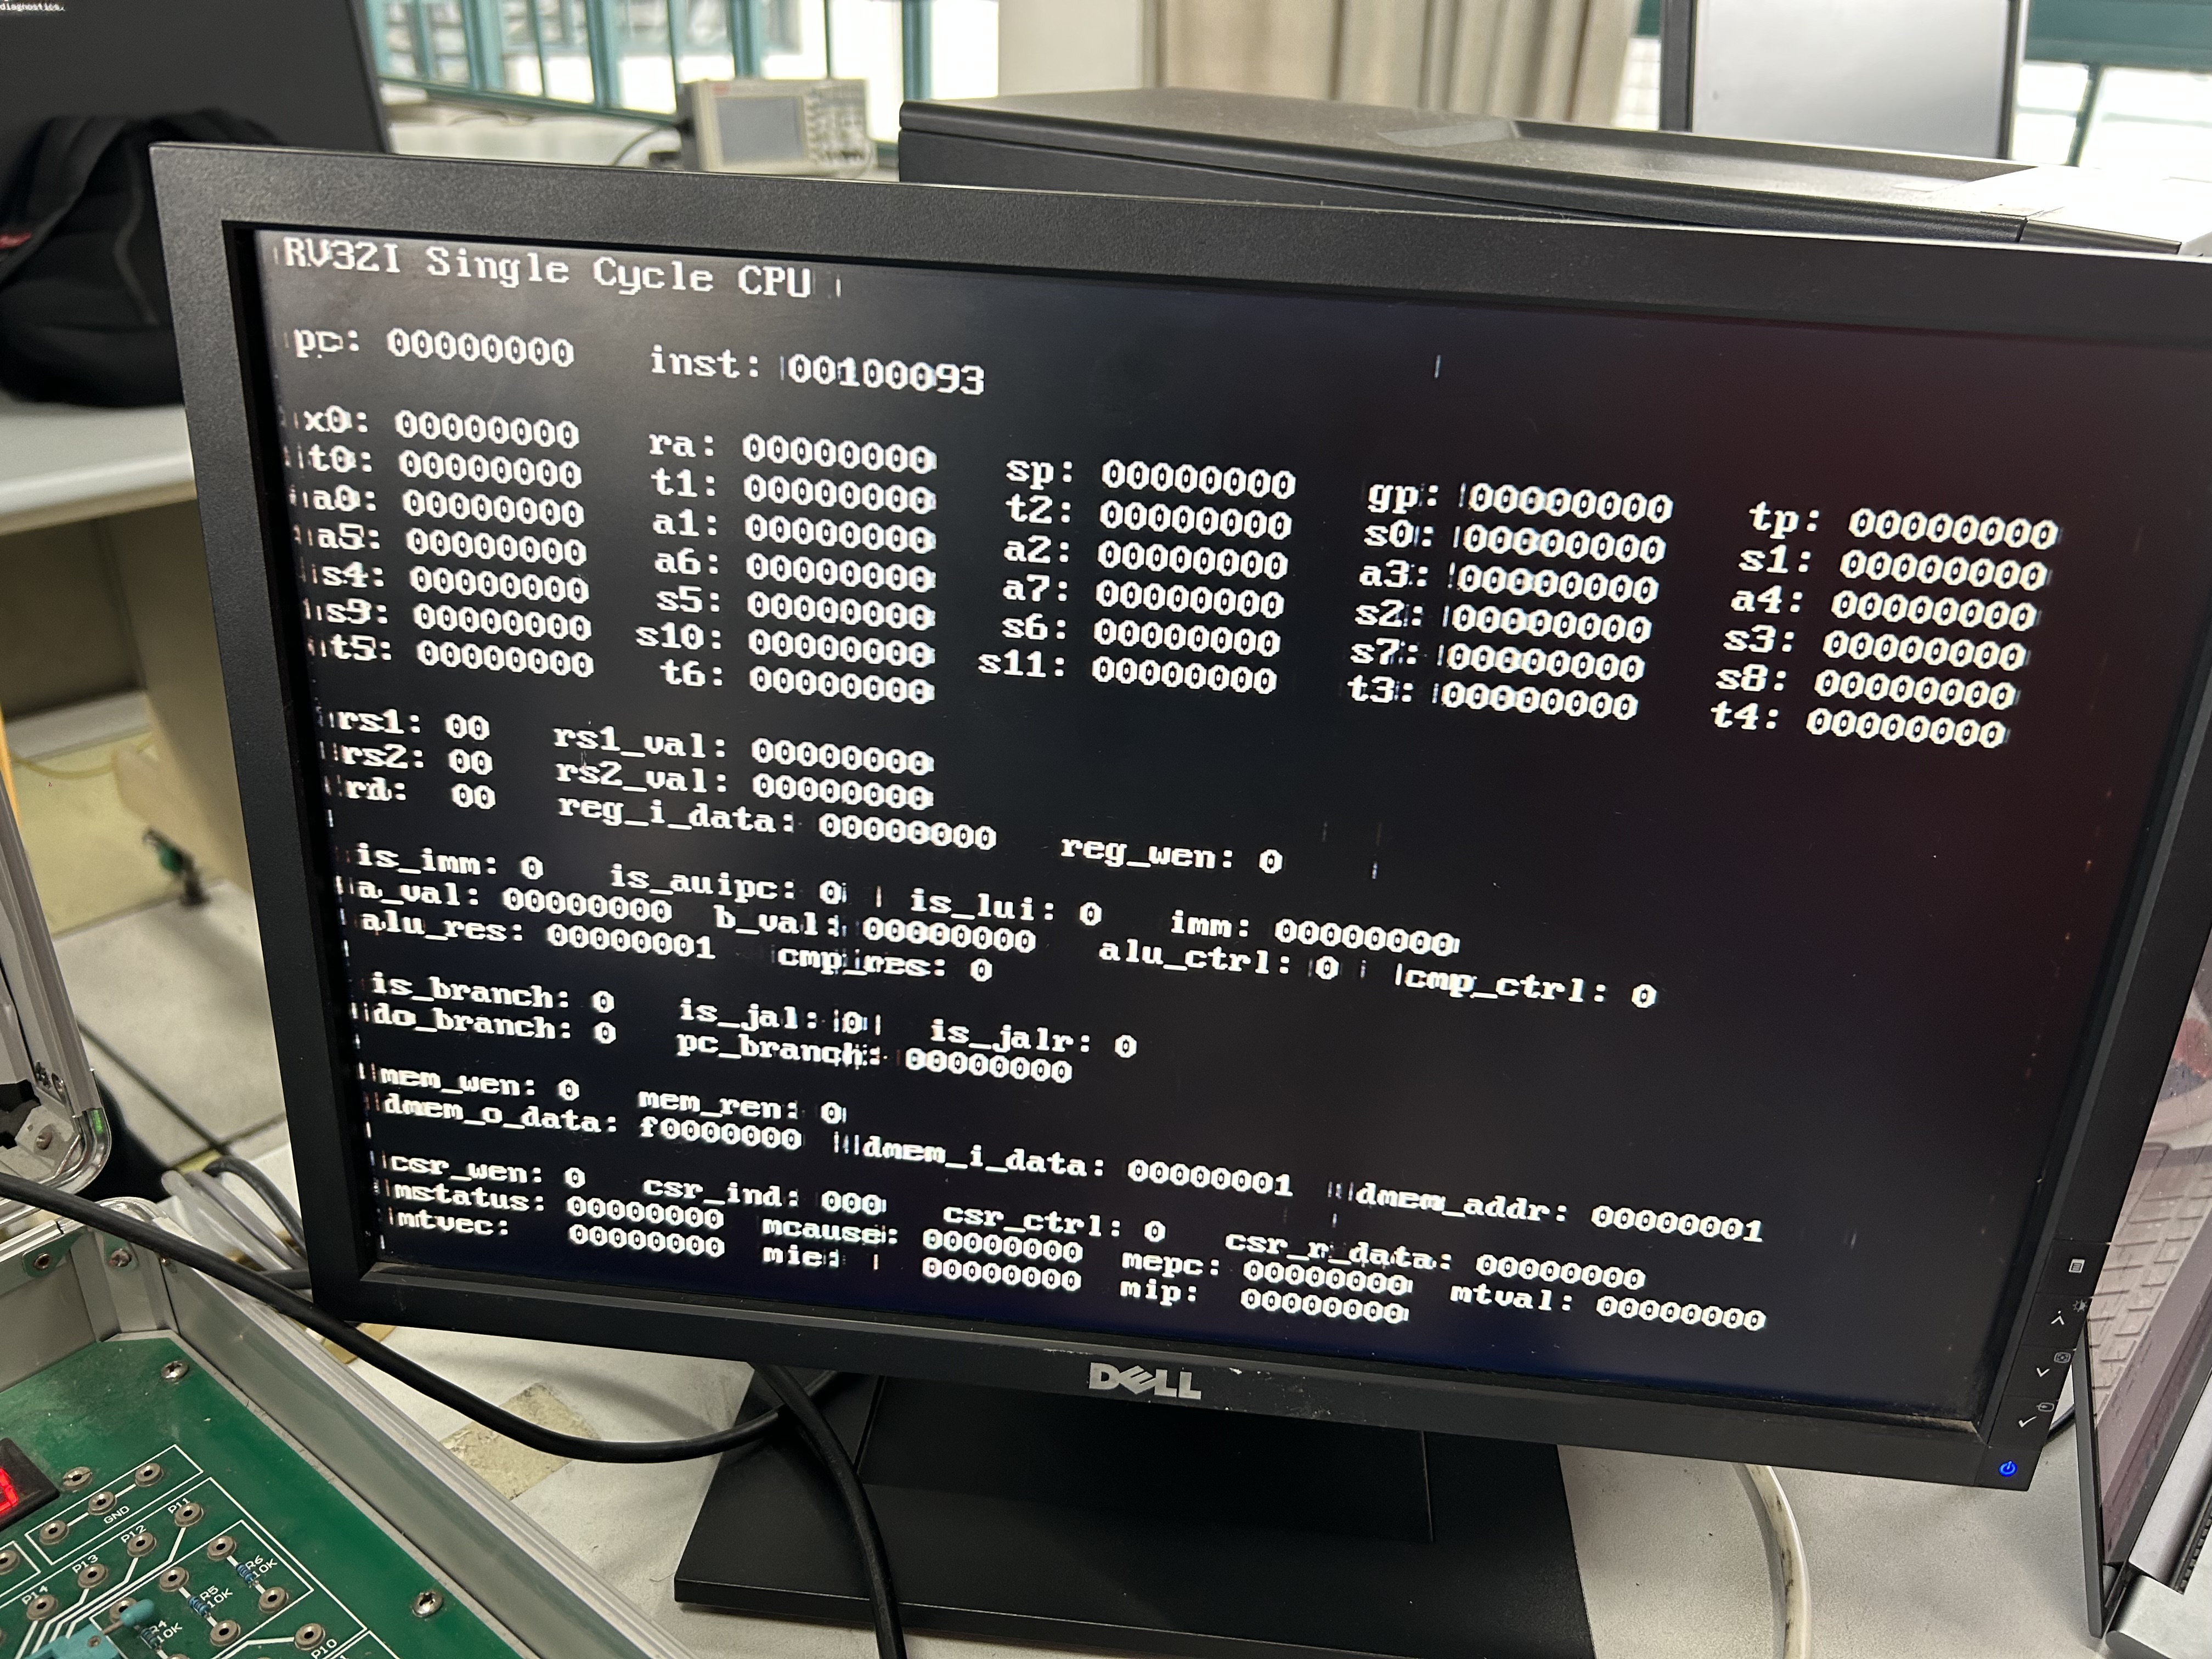 diagnostics.
RV32I Single Cycle CPU
pc: 00000000 inst: 00100093
x0: 00000000 ra: 00000000 sp: 00000000 gp: 00000000 tp: 00000000
t0: 00000000 t1: 00000000 t2: 00000000 s0: 00000000 s1: 00000000
a0: 00000000 a1: 00000000 a2: 00000000 a3: 00000000 a4: 00000000
a5: 00000000 a6: 00000000 a7: 00000000 s2: 00000000 s3: 00000000
s4: 00000000 s5: 00000000 s6: 00000000 s7: 00000000 s8: 00000000
s9: 00000000 s10: 00000000 s11: 00000000 t3: 00000000 t4: 00000000
t5: 00000000 t6: 00000000
rs1: 00 rs1_val: 00000000
rs2: 00 rs2_val: 00000000
rd: 00 reg_i_data: 00000000 reg_wen: 0
is_imm: 0 is_auipc: 0 is_lui: 0 imm: 00000000
a_val: 00000000 b_val: 00000000 alu_ctrl: 0 cmp_ctrl: 0
alu_res: 00000001 cmp_res: 0
is_branch: 0 is_jal: 0 is_jalr: 0
do_branch: 0 pc_branch: 00000000
mem_wen: 0 mem_ren: 0
dmem_o_data: f0000000 dmem_i_data: 00000001 dmem_addr: 00000001
csr_wen: 0 csr_ind: 000 csr_ctrl: 0 csr_r_data: 00000000
mstatus: 00000000 mcause: 00000000 mepc: 00000000 mtval: 00000000
mtvec: 00000000 mie: 00000000 mip: 00000000
DELL
GND
P11
P12
P13
P14
R6
10K
R5
10K
R4
10K
P10